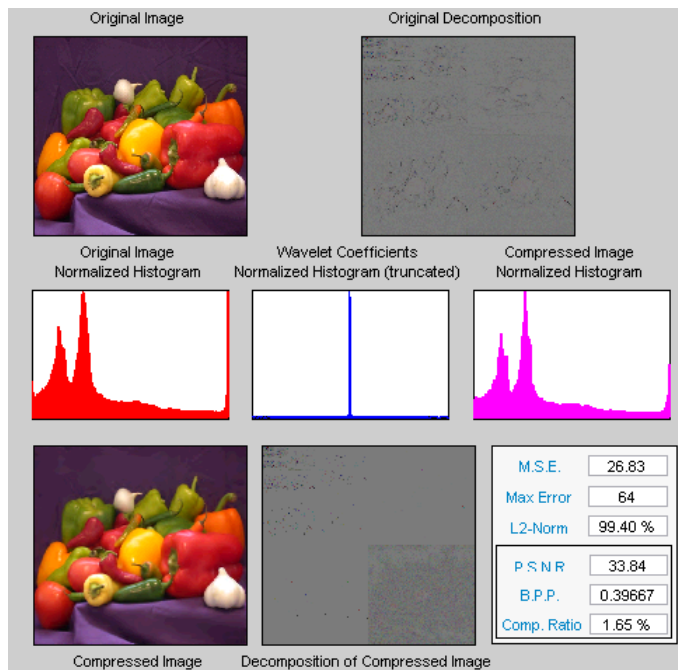 Original Image
Original Decomposition
Original Image
Normalized Histogram
Wavelet Coefficients
Normalized Histogram (truncated)
Compressed Image
Normalized Histogram
M.S.E. 26.83
Max Error 64
L2-Norm 99.40 %
P.S.N.R. 33.84
B.P.P. 0.39667
Comp. Ratio 1.65 %
Compressed Image
Decomposition of Compressed Image